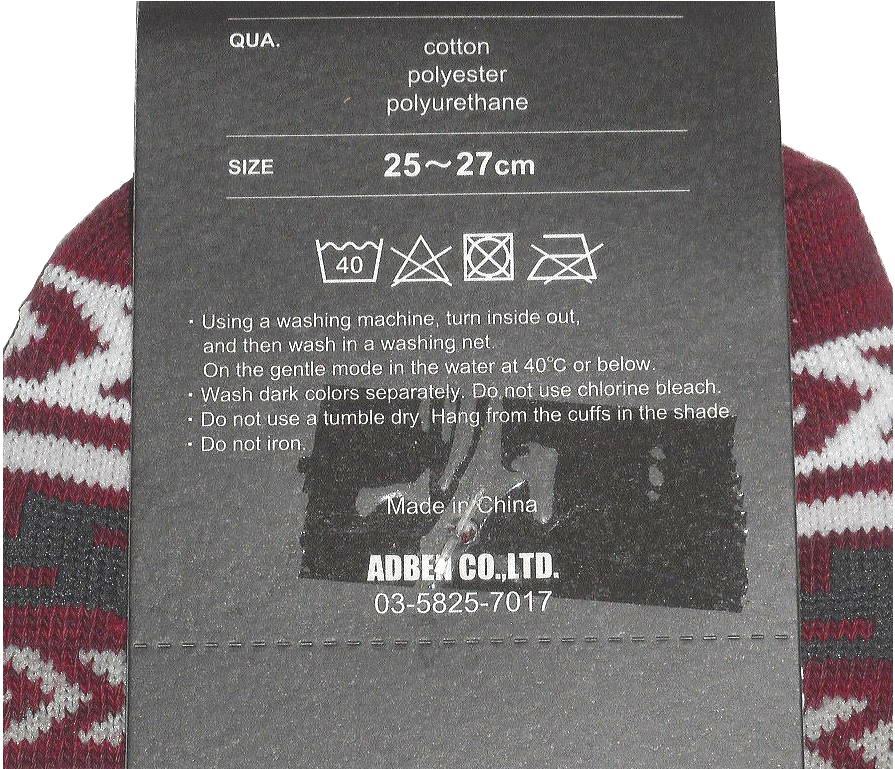 QUA. cotton
polyester
polyurethane
SIZE 25～27cm
40
・Using a washing machine, turn inside out,
and then wash in a washing net.
On the gentle mode in the water at 40℃ or below.
・Wash dark colors separately. Do not use chlorine bleach.
・Do not use a tumble dry. Hang from the cuffs in the shade.
・Do not iron.
Made in China
ADBEN CO.,LTD.
03-5825-7017